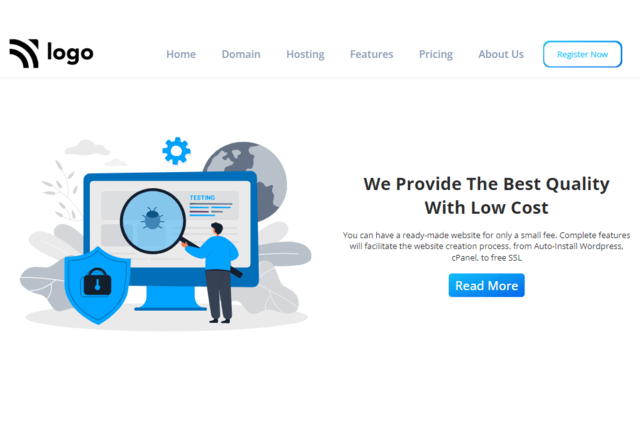 logo
Home Domain Hosting Features Pricing About Us Register Now
TESTING
We Provide The Best Quality
With Low Cost
You can have a ready-made website for only a small fee. Complete features
will facilitate the website creation process, from Auto-Install Wordpress,
cPanel, to free SSL
Read More